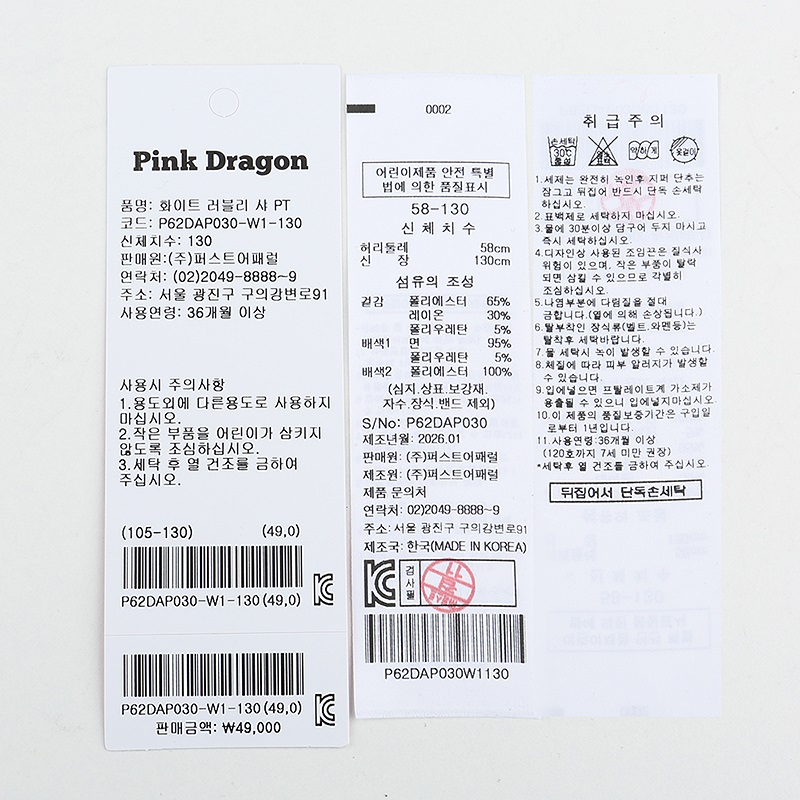 Pink Dragon
품명: 화이트 러블리 샤 PT
코드: P62DAP030-W1-130
신체치수: 130
판매원:(주)퍼스트어패럴
연락처: (02)2049-8888~9
주소: 서울 광진구 구의강변로91
사용연령: 36개월 이상
사용시 주의사항
1.용도외에 다른용도로 사용하지
마십시오.
2.작은 부품을 어린이가 삼키지
않도록 조심하십시오.
3.세탁 후 열 건조를 금하여
주십시오.
(105-130) (49,0)
P62DAP030-W1-130 (49,0)
P62DAP030-W1-130 (49,0)
판매금액: ₩49,000
0002
어린이제품 안전 특별
법에 의한 품질표시
58-130
신 체 치 수
허리둘레 58cm
신 장 130cm
섬유의 조성
겉감 폴리에스터 65%
레이온 30%
폴리우레탄 5%
배색1 면 95%
폴리우레탄 5%
배색2 폴리에스터 100%
(심지.상표.보강재.
자수.장식.밴드 제외)
S/No: P62DAP030
제조년월: 2026.01
판매원: (주)퍼스트어패럴
제조원: (주)퍼스트어패럴
제품 문의처
연락처: 02)2049-8888~9
주소: 서울 광진구 구의강변로91
제조국: 한국(MADE IN KOREA)
검사필
P62DAP030W1130
취 급 주 의
손세탁
30℃
중성
약하게
옷걸이
1.세제는 완전히 녹인후 지퍼 단추는
잠그고 뒤집어 반드시 단독 손세탁
하십시오.
2.표백제로 세탁하지 마십시오.
3.물에 30분이상 담구어 두지 마시고
즉시 세탁하십시오.
4.디자인상 사용된 조임끈은 질식사
위험이 있으며, 작은 부품이 탈락
되면 삼킬 수 있으므로 각별히
조심하십시오.
5.나염부분에 다림질을 절대
금합니다.(열에 의해 손상됩니다.)
6.탈부착인 장식류(벨트.와펜등)는
탈착후 세탁바랍니다.
7.물 세탁시 녹이 발생할 수 있습니다.
8.체질에 따라 피부 알러지가 발생할
수 있습니다.
9.입에넣으면 프탈레이트계 가소제가
용출될 수 있으니 입에넣지마십시오.
10.이 제품의 품질보증기간은 구입일
로부터 1년입니다.
11.사용연령:36개월 이상
(120호까지 7세 미만 권장)
*세탁후 열 건조를 금하여 주십시오.
뒤집어서 단독손세탁